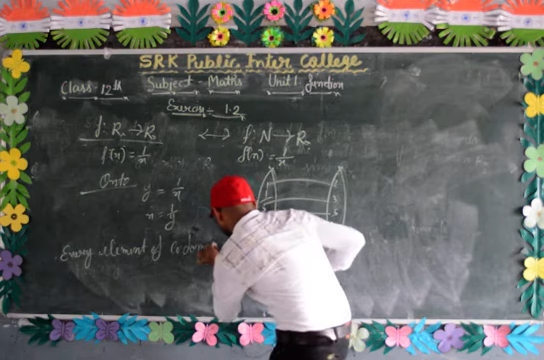 SRK Public Inter College
Class- 12th Subject - Maths Unit 1 function
Exercise- 1.2
f: R* → R* ↔ f: N → R*
f(x) = 1/x f(x) = 1/x
Onto y = 1/x
x = 1/y
Every element of